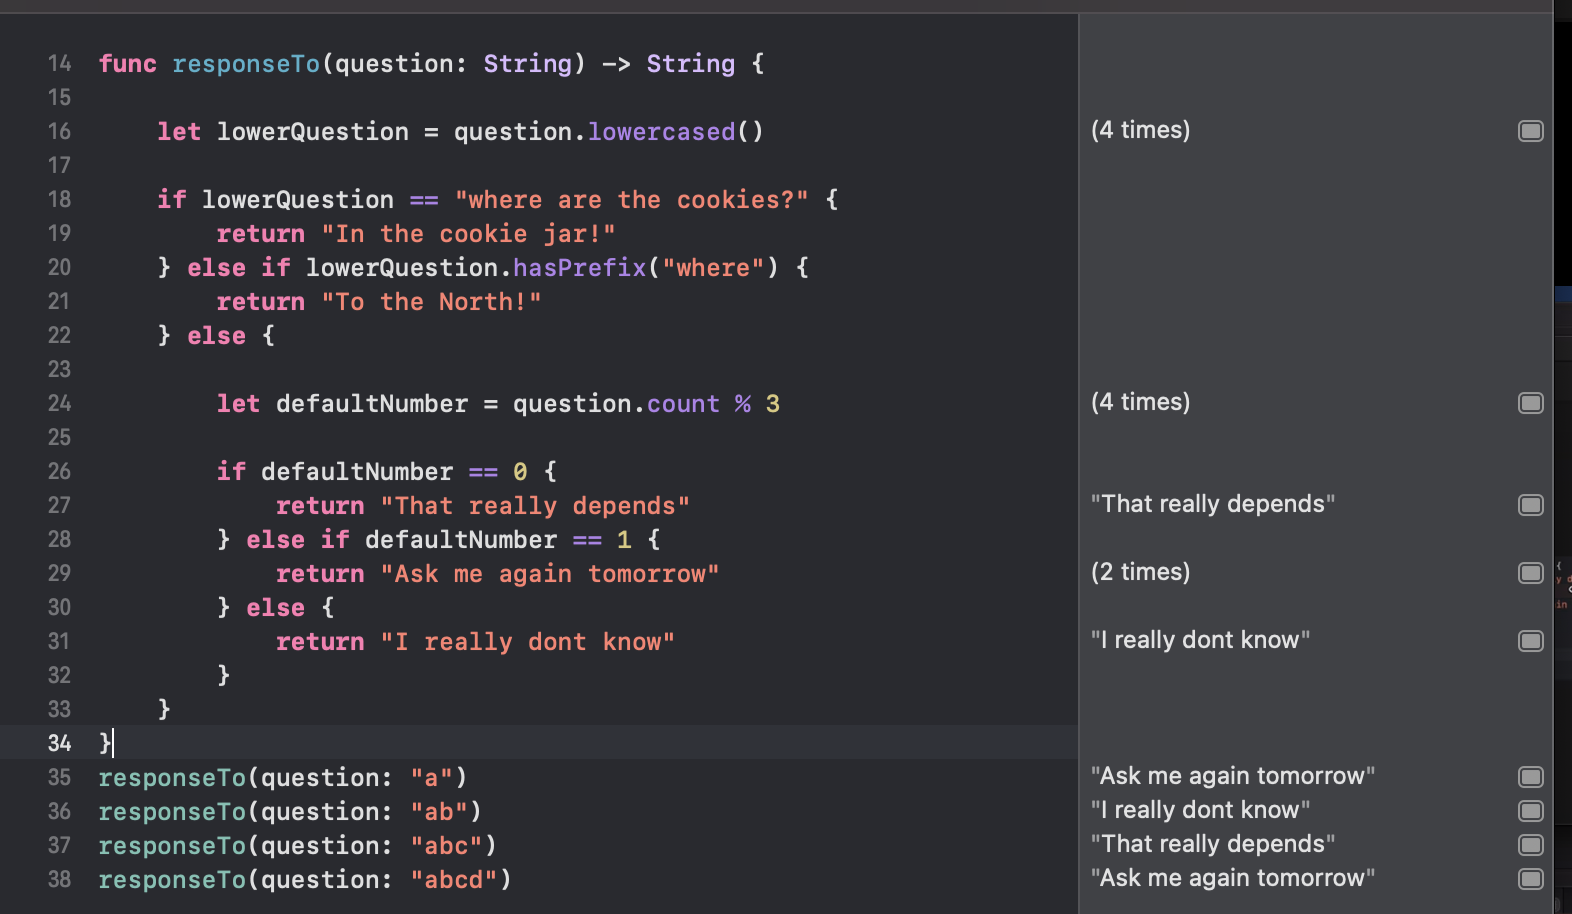 14 func responseTo(question: String) -> String {
15
16 let lowerQuestion = question.lowercased() (4 times)
17
18 if lowerQuestion == "where are the cookies?" {
19 return "In the cookie jar!"
20 } else if lowerQuestion.hasPrefix("where") {
21 return "To the North!"
22 } else {
23
24 let defaultNumber = question.count % 3 (4 times)
25
26 if defaultNumber == 0 {
27 return "That really depends" "That really depends"
28 } else if defaultNumber == 1 {
29 return "Ask me again tomorrow" (2 times)
30 } else {
31 return "I really dont know" "I really dont know"
32 }
33 }
34 }
35 responseTo(question: "a") "Ask me again tomorrow"
36 responseTo(question: "ab") "I really dont know"
37 responseTo(question: "abc") "That really depends"
38 responseTo(question: "abcd") "Ask me again tomorrow"